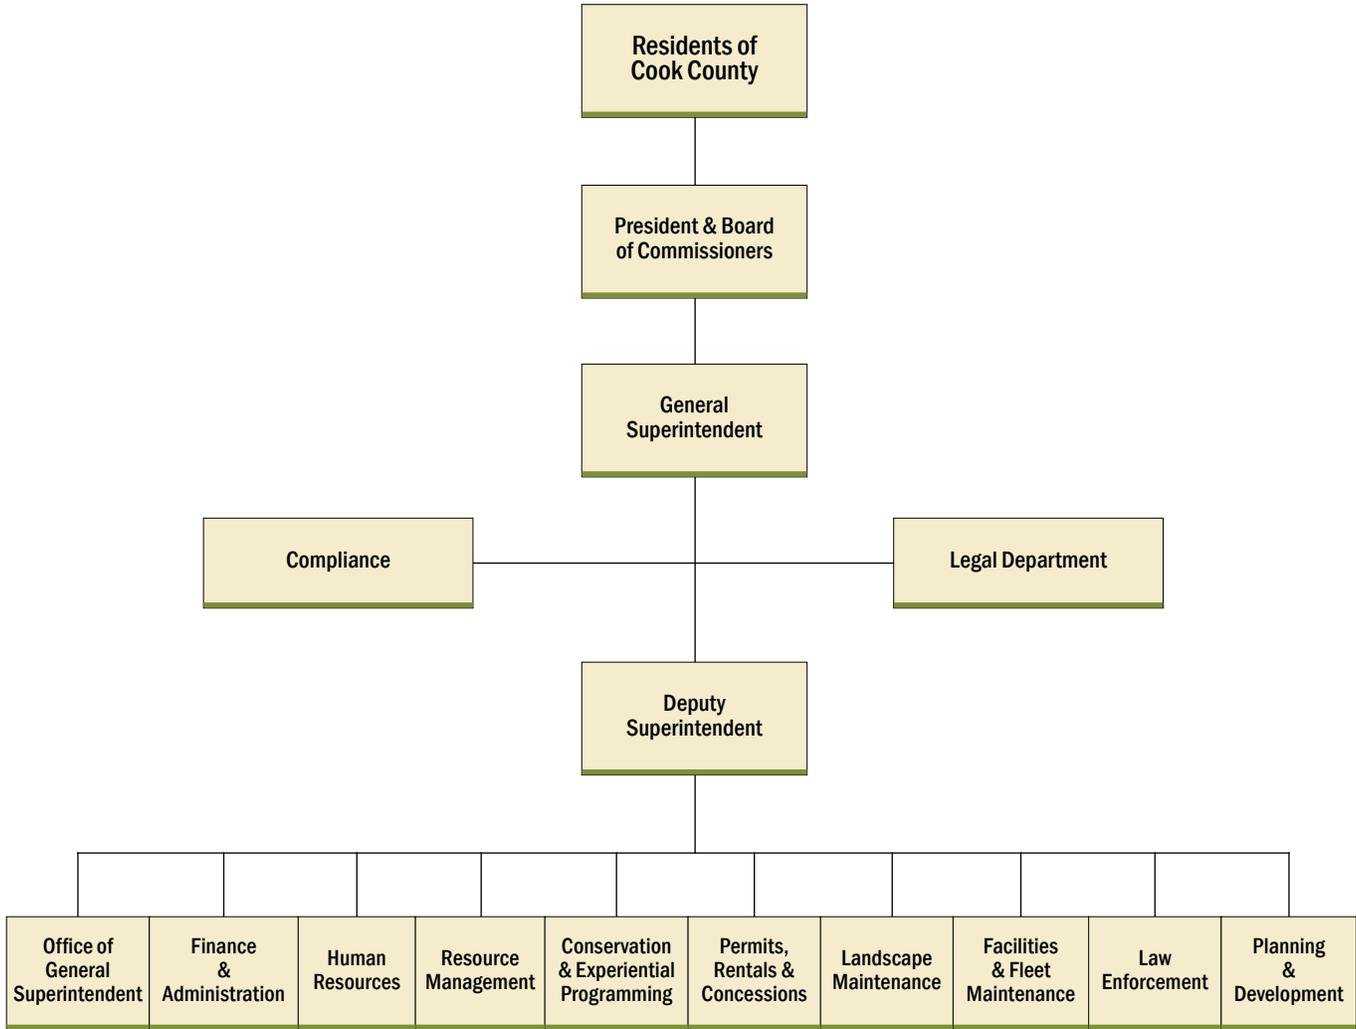 Residents of
Cook County
President & Board
of Commissioners
General
Superintendent
Compliance
Legal Department
Deputy
Superintendent
Office of
General
Superintendent
Finance
&
Administration
Human
Resources
Resource
Management
Conservation
& Experiential
Programming
Permits,
Rentals &
Concessions
Landscape
Maintenance
Facilities
& Fleet
Maintenance
Law
Enforcement
Planning
&
Development